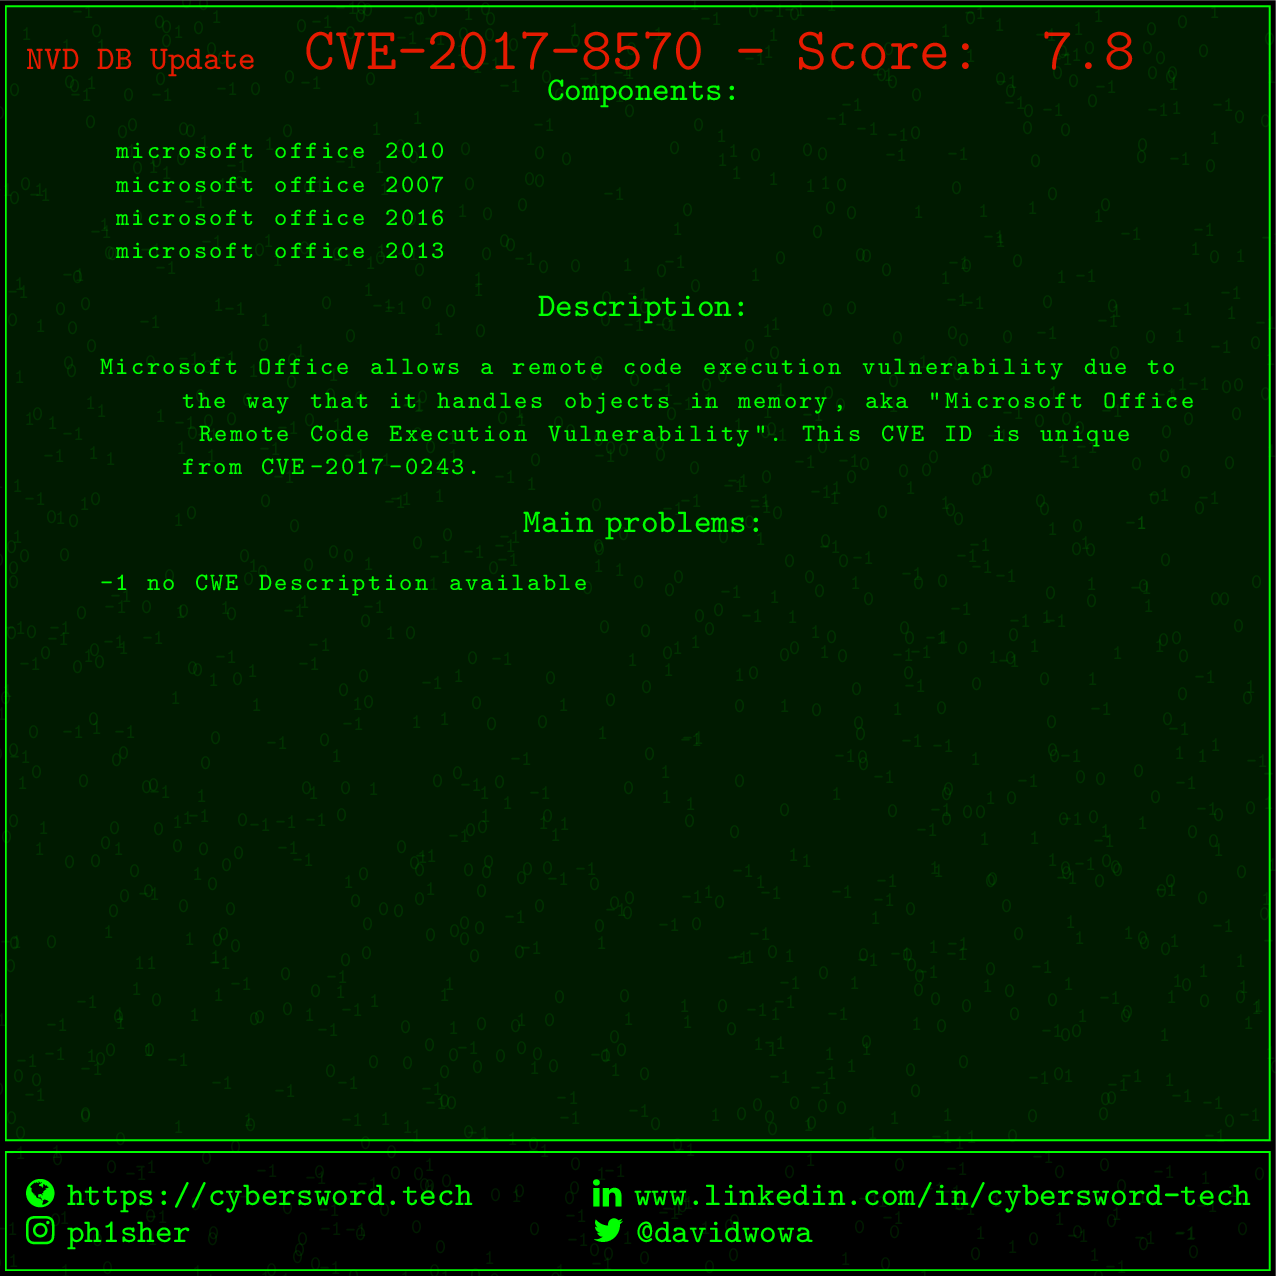 NVD DB Update CVE-2017-8570 - Score: 7.8
Components:
microsoft office 2010
microsoft office 2007
microsoft office 2016
microsoft office 2013
Description:
Microsoft Office allows a remote code execution vulnerability due to
the way that it handles objects in memory, aka "Microsoft Office
Remote Code Execution Vulnerability". This CVE ID is unique
from CVE-2017-0243.
Main problems:
-1 no CWE Description available
https://cybersword.tech
www.linkedin.com/in/cybersword-tech
ph1sher
@davidwowa